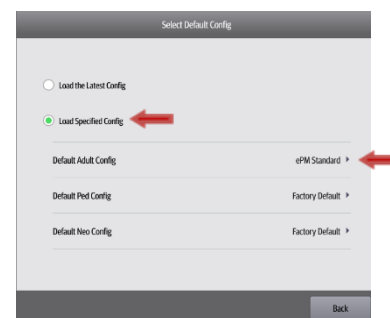 Select Default Config
Load the Latest Config
Load Specified Config
Default Adult Config ePM Standard
Default Ped Config Factory Default
Default Neo Config Factory Default
Back